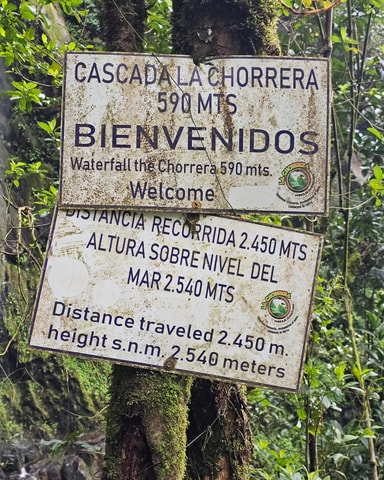 CASCADA LA CHORRERA
590 MTS
BIENVENIDOS
Waterfall the Chorrera 590 mts.
Welcome
DISTANCIA RECORRIDA 2.450 MTS
ALTURA SOBRE NIVEL DEL
MAR 2.540 MTS
Distance traveled 2.450 m.
height s.n.m. 2.540 meters